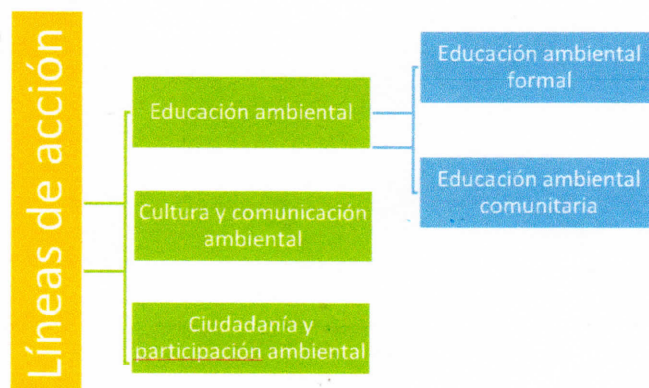 Líneas de acción
Educación ambiental
Cultura y comunicación
ambiental
Ciudadanía y
participación ambiental
Educación ambiental
formal
Educación ambiental
comunitaria